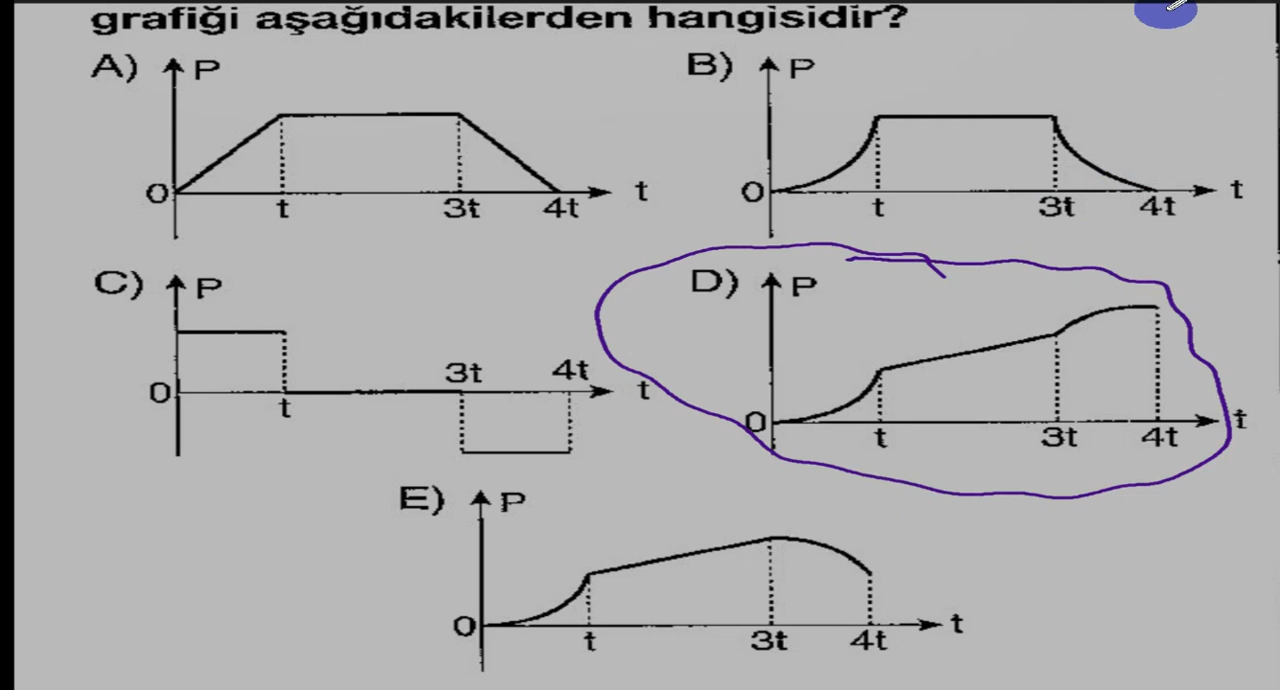 grafiği aşağıdakilerden hangisidir?
A) P
0 t 3t 4t t
B) P
0 t 3t 4t t
C) P
0 t 3t 4t t
D) P
0 t 3t 4t t
E) P
0 t 3t 4t t